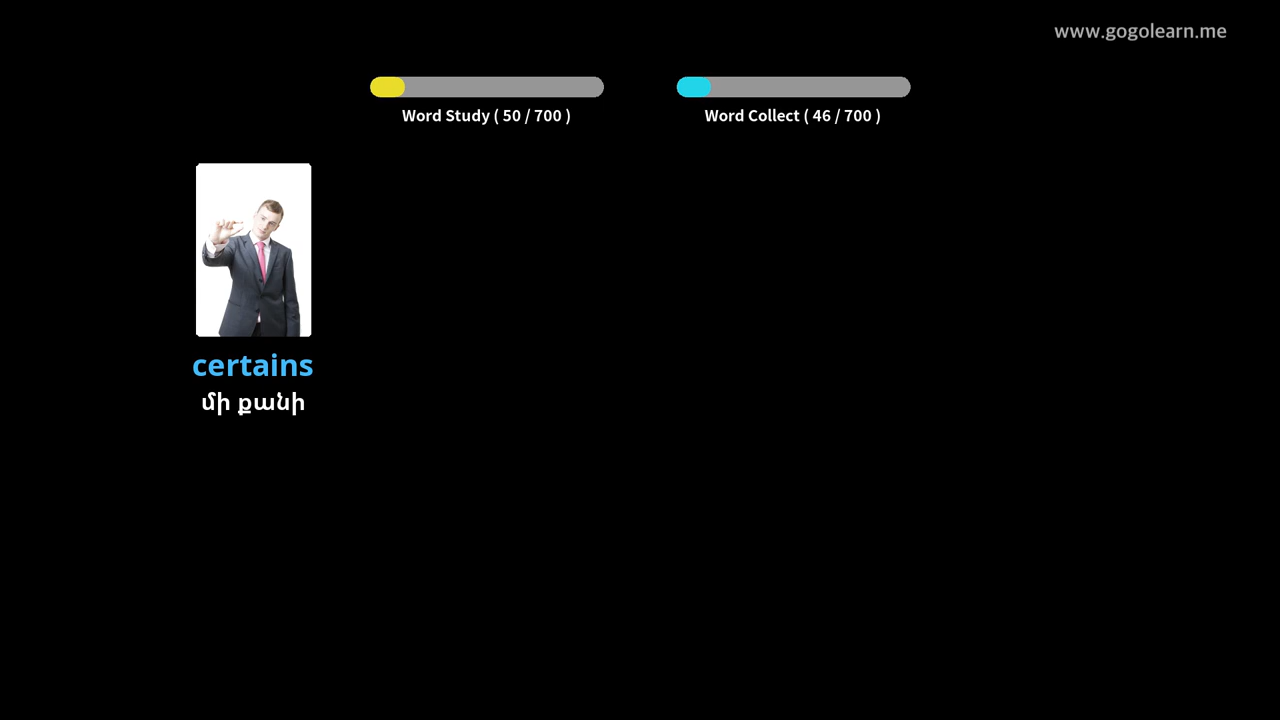 www.gogolearn.me
Word Study ( 50 / 700 )
Word Collect ( 46 / 700 )
certains
մի քանի